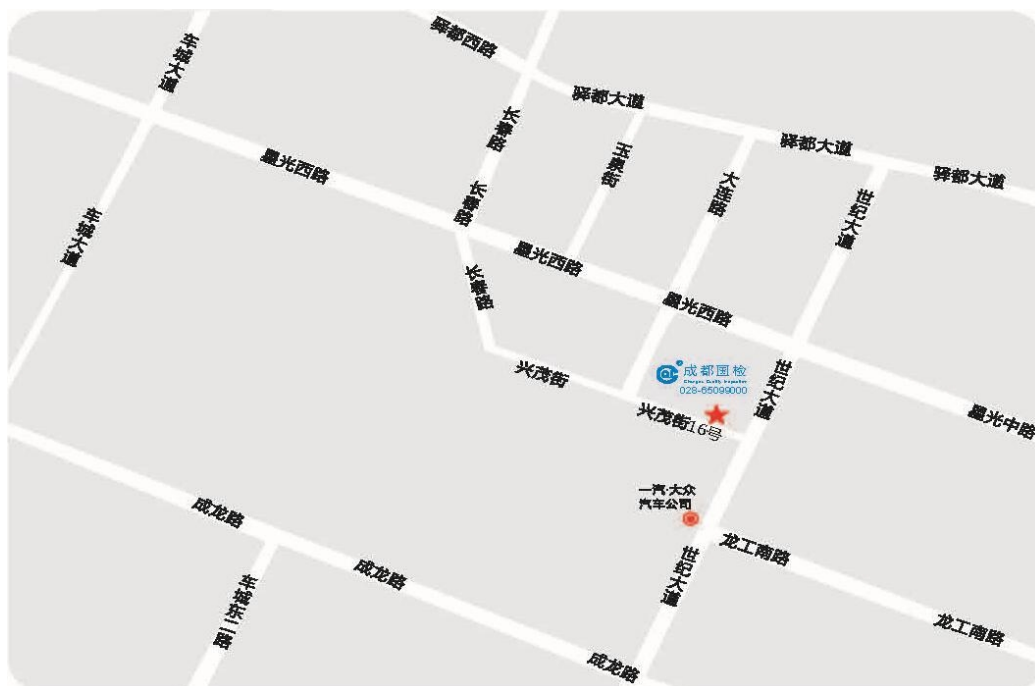 驿都西路
车城大道
驿都大道
长春路
驿都大道
玉泉街
星光西路
大连路
驿都大道
长春路
世纪大道
车城大道
星光西路
长春路
星光西路
成都国检
Chengdu Quality Inspection
028-65099000
兴茂街
世纪大道
兴茂街16号
星光中路
一汽·大众
汽车公司
成龙路
龙工南路
成龙路
世纪大道
车城东二路
龙工南路
成龙路